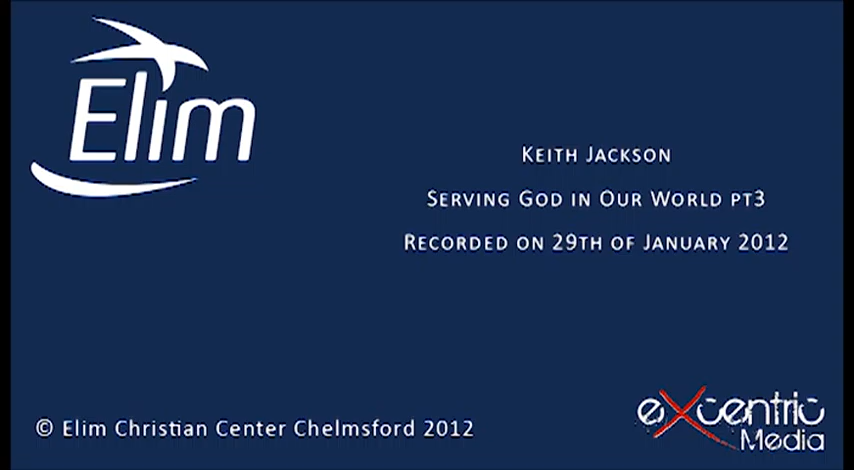 Elim
Keith Jackson
Serving God in Our World pt3
Recorded on 29th of January 2012
© Elim Christian Center Chelmsford 2012
eXcentric
Media